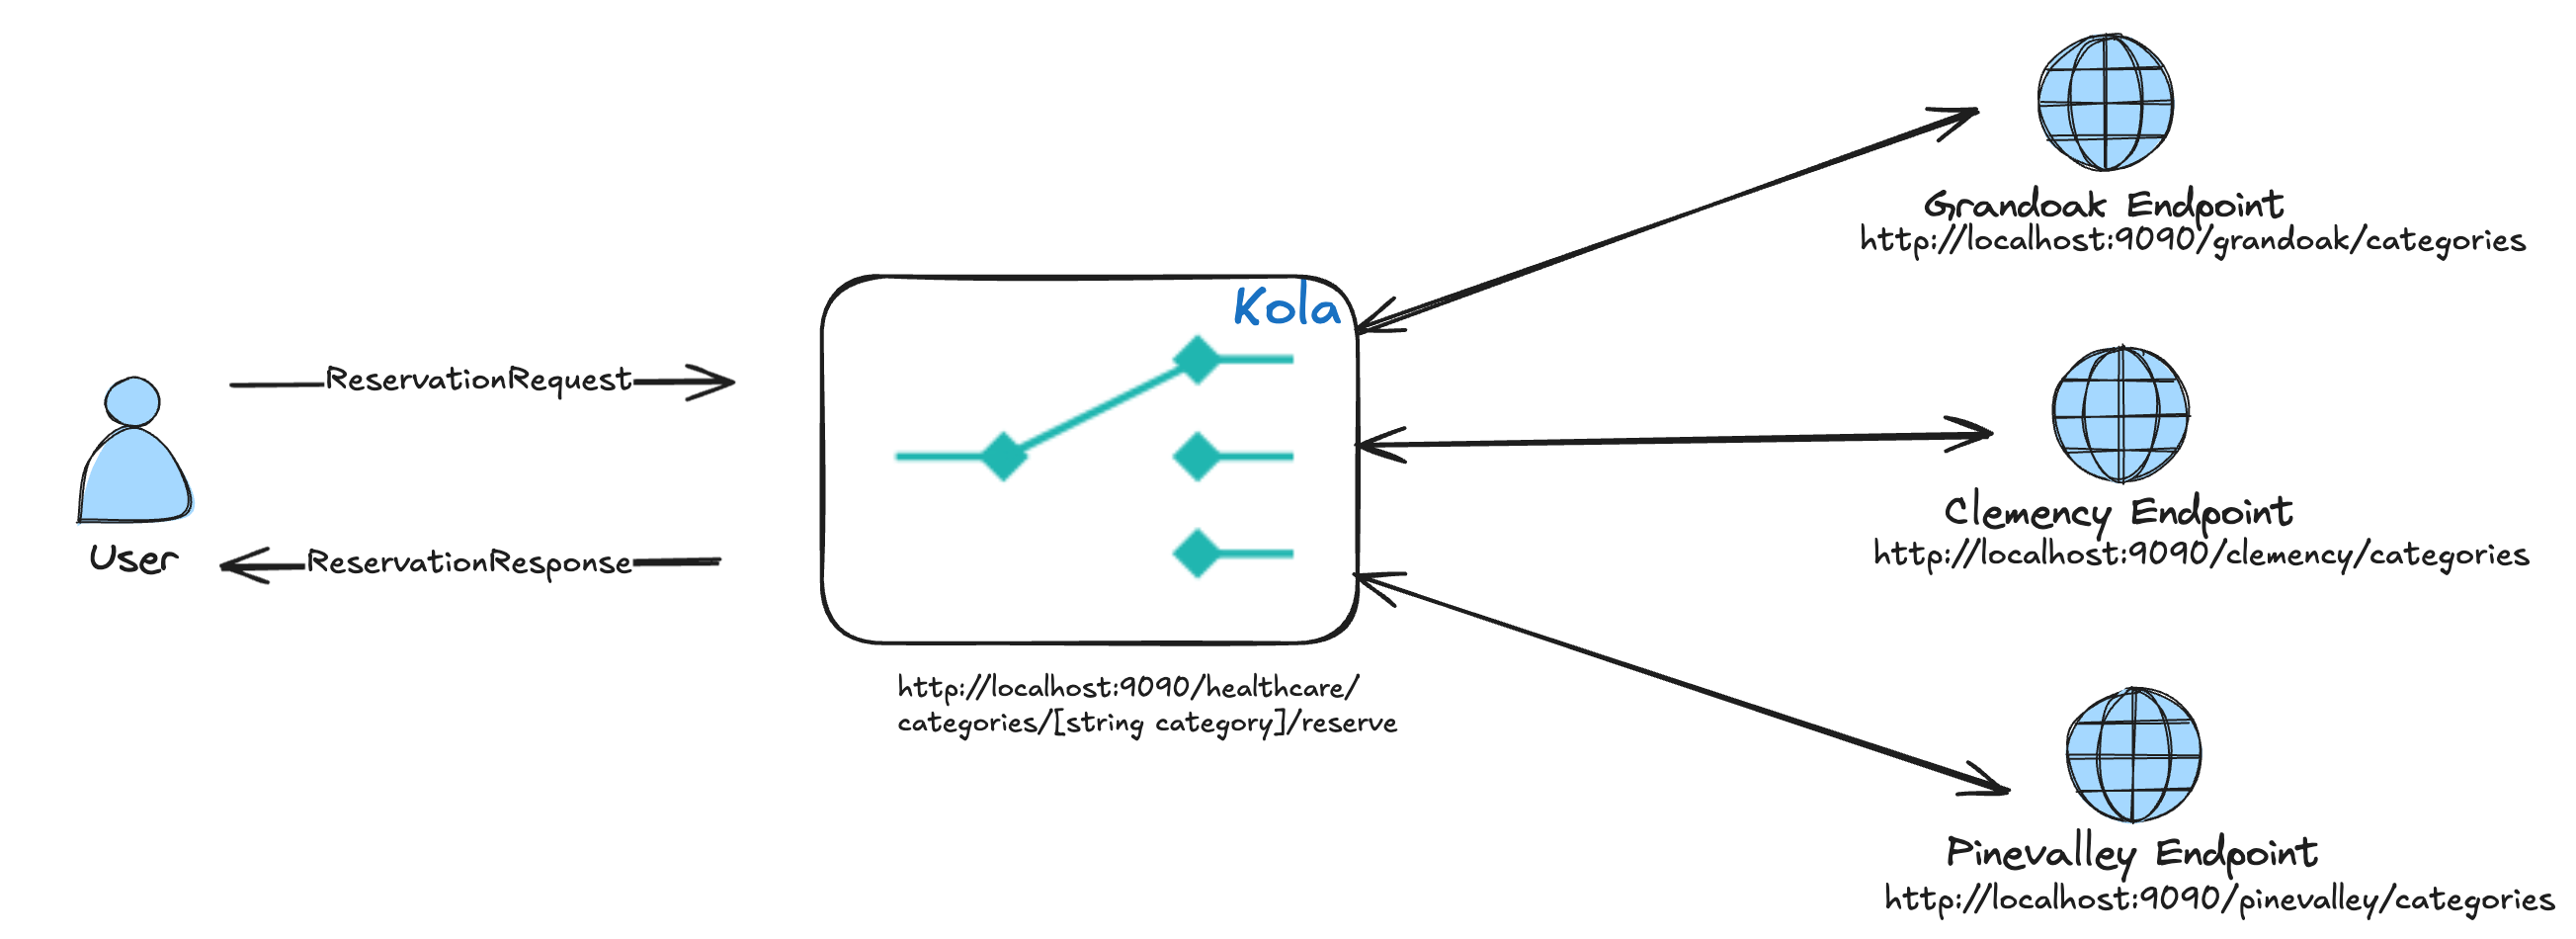 Grandoak Endpoint
http://localhost:9090/grandoak/categories
Kola
ReservationRequest
User
ReservationResponse
Clemency Endpoint
http://localhost:9090/clemency/categories
http://localhost:9090/healthcare/
categories/[string category]/reserve
Pinevalley Endpoint
http://localhost:9090/pinevalley/categories